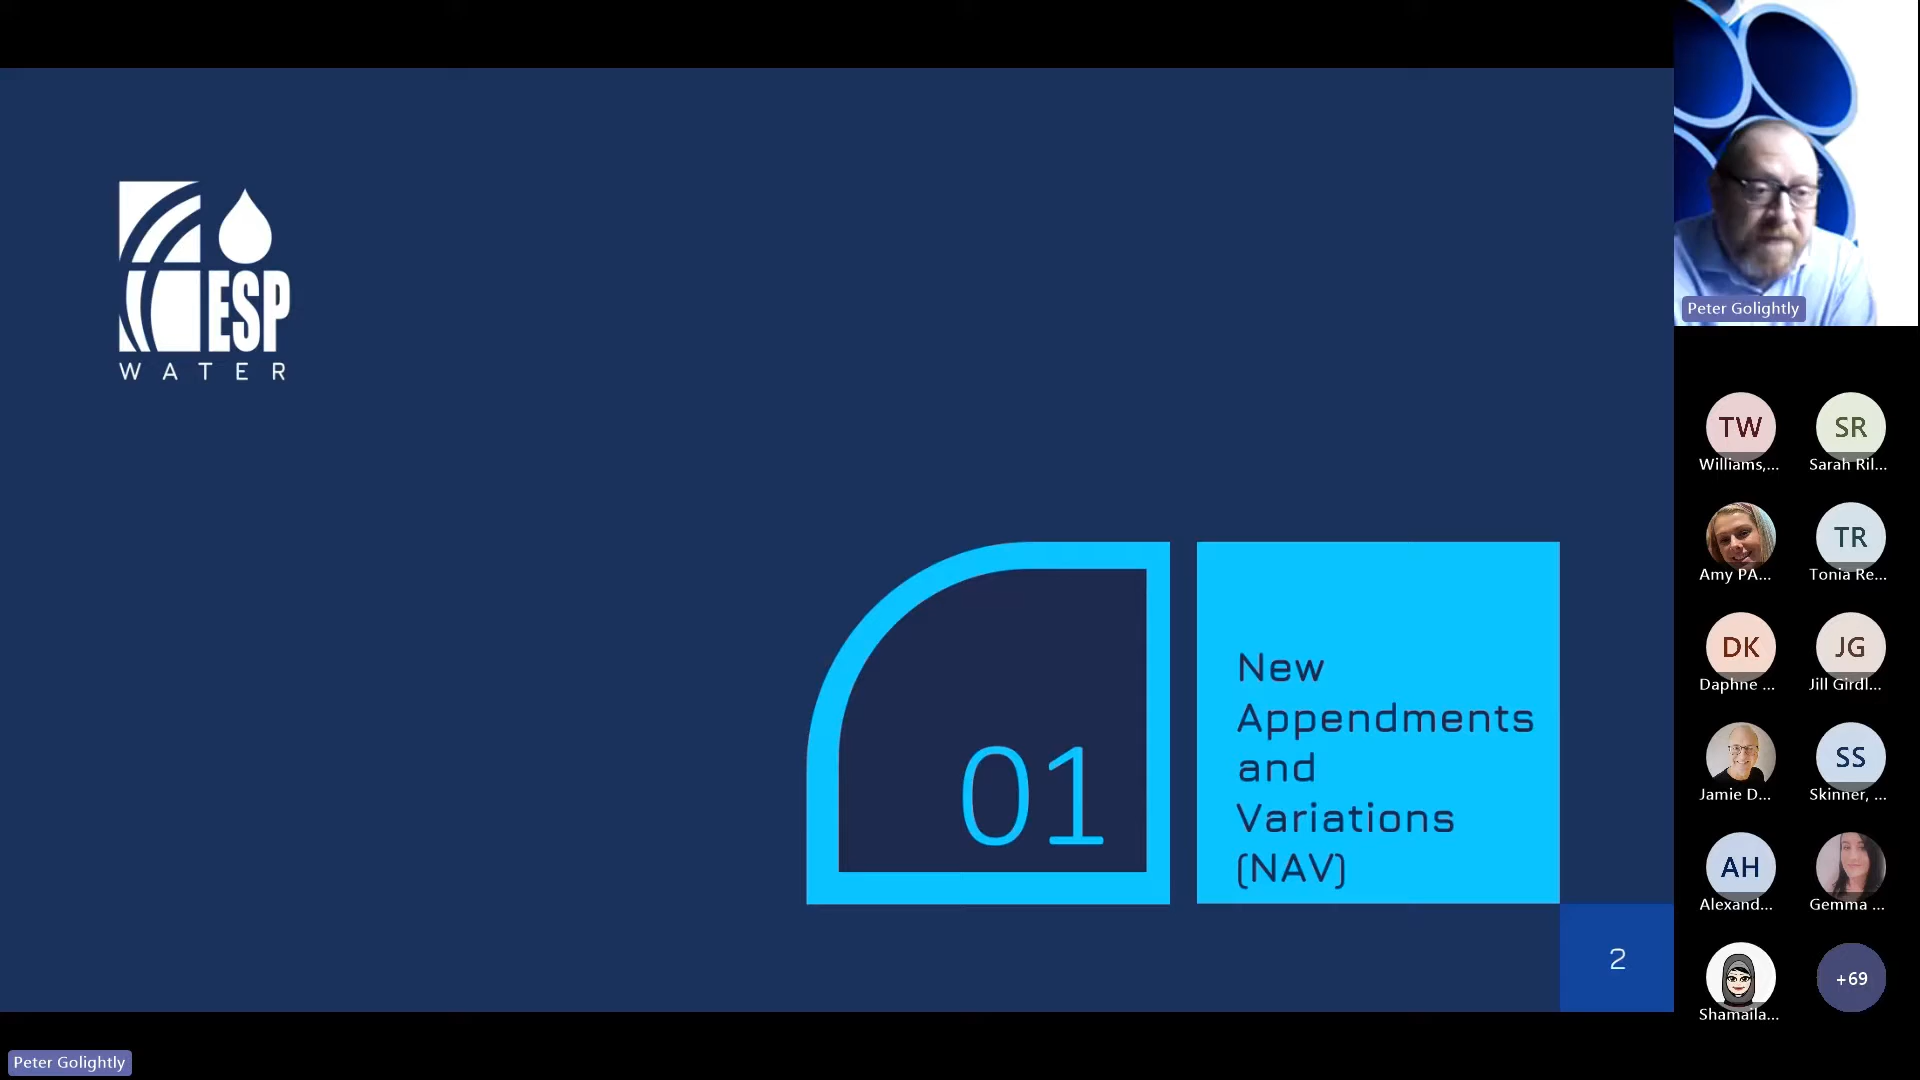 ESP
WATER
01
New
Appendments
and
Variations
(NAV)
2
Peter Golightly
Peter Golightly
TW
Williams,...
SR
Sarah Ril...
Amy PA...
TR
Tonia Re...
DK
Daphne ...
JG
Jill Girdl...
Jamie D...
SS
Skinner, ...
AH
Alexand...
Gemma ...
Shamaila...
+69